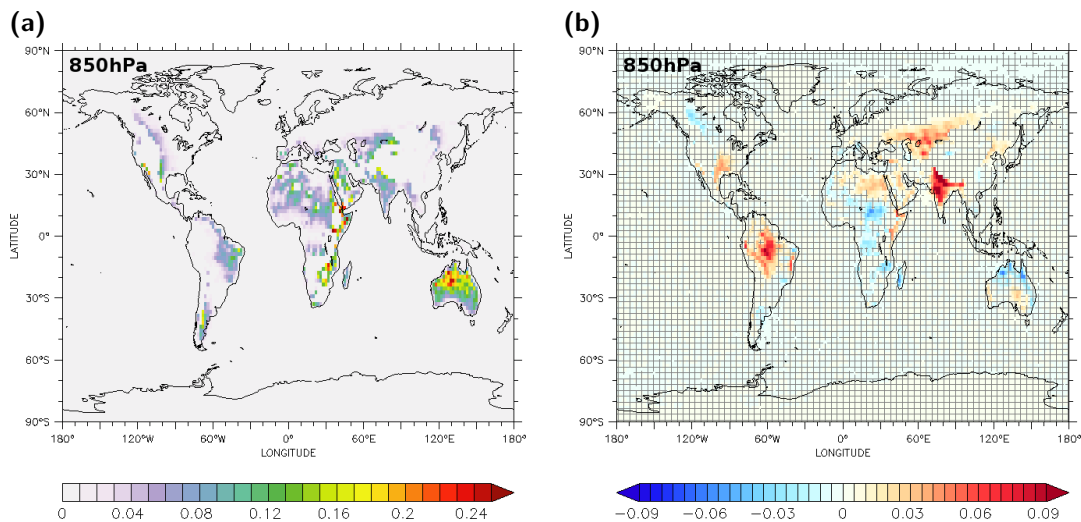 (a)
850hPa
90°N
60°N
30°N
0°
30°S
60°S
90°S
LATITUDE
180° 120°W 60°W 0° 60°E 120°E 180°
LONGITUDE
0 0.04 0.08 0.12 0.16 0.2 0.24
(b)
850hPa
90°N
60°N
30°N
0°
30°S
60°S
90°S
LATITUDE
180° 120°W 60°W 0 60°E 120°E 180°
LONGITUDE
−0.09 −0.06 −0.03 0 0.03 0.06 0.09